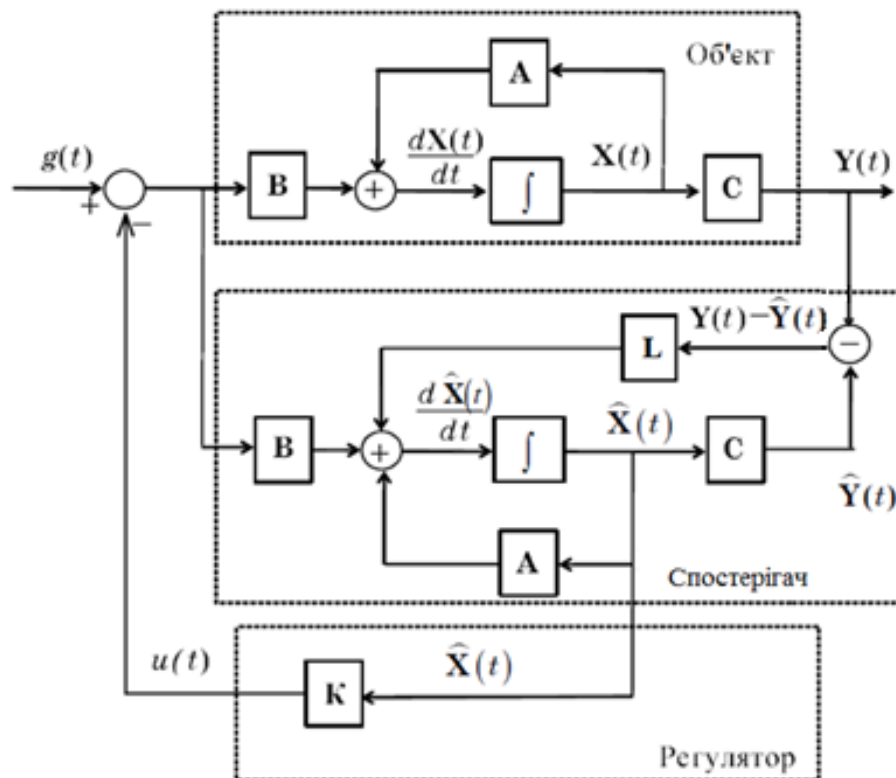 Об'єкт
A
g(t)
dX(t)
dt
X(t)
Y(t)
+
B
+
∫
C
−
Y(t)−Ŷ(t)
L
−
d X̂(t)
dt
X̂(t)
B
+
∫
C
Ŷ(t)
A
Спостерігач
u(t)
X̂(t)
К
Регулятор